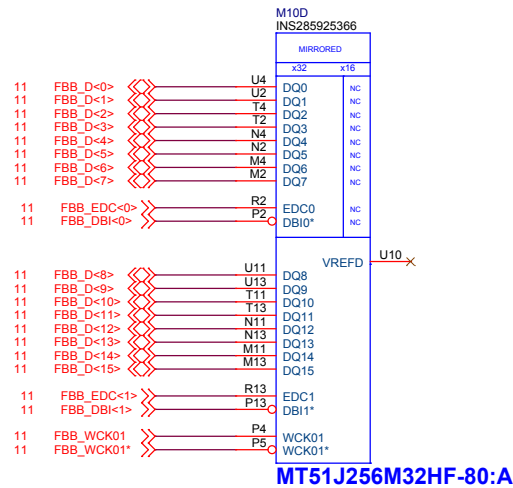 M10D
INS285925366
MIRRORED
x32 x16
11 FBB_D<0> U4 DQ0 NC
11 FBB_D<1> U2 DQ1 NC
11 FBB_D<2> T4 DQ2 NC
11 FBB_D<3> T2 DQ3 NC
11 FBB_D<4> N4 DQ4 NC
11 FBB_D<5> N2 DQ5 NC
11 FBB_D<6> M4 DQ6 NC
11 FBB_D<7> M2 DQ7 NC
11 FBB_EDC<0> R2 EDC0 NC
11 FBB_DBI<0> P2 DBI0* NC
VREFD U10
11 FBB_D<8> U11 DQ8
11 FBB_D<9> U13 DQ9
11 FBB_D<10> T11 DQ10
11 FBB_D<11> T13 DQ11
11 FBB_D<12> N11 DQ12
11 FBB_D<13> N13 DQ13
11 FBB_D<14> M11 DQ14
11 FBB_D<15> M13 DQ15
11 FBB_EDC<1> R13 EDC1
11 FBB_DBI<1> P13 DBI1*
11 FBB_WCK01 P4 WCK01
11 FBB_WCK01* P5 WCK01*
MT51J256M32HF-80:A